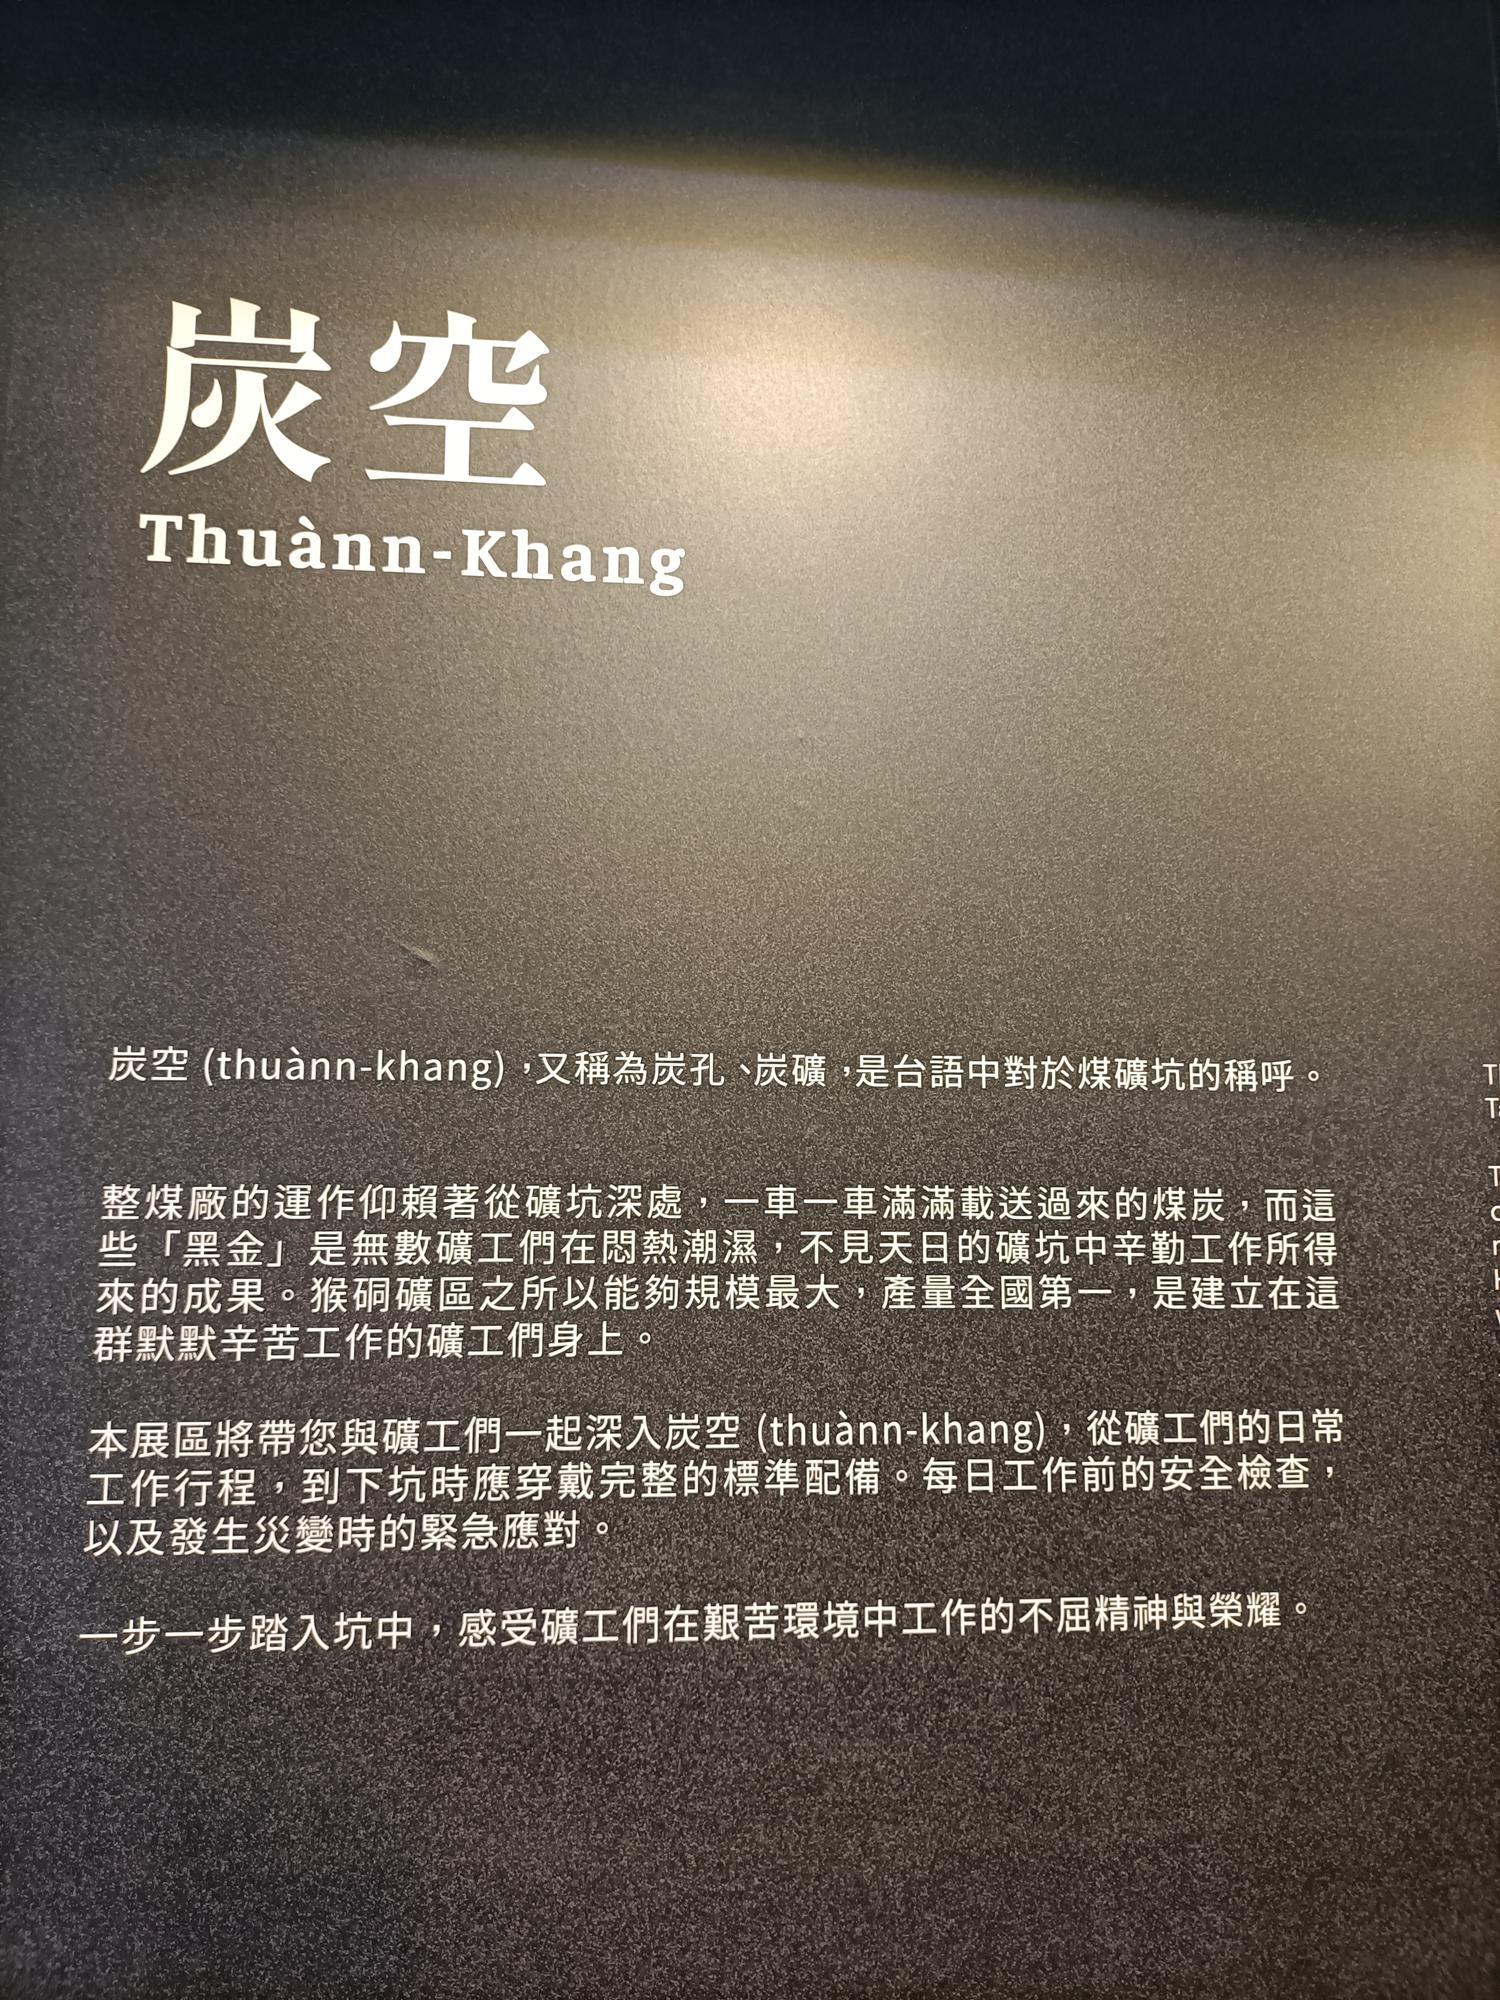 炭空
Thuànn-Khang
炭空 (thuànn-khang)，又稱為炭孔、炭礦，是台語中對於煤礦坑的稱呼。
整煤廠的運作仰賴著從礦坑深處，一車一車滿滿載送過來的煤炭，而這
些「黑金」是無數礦工們在悶熱潮濕，不見天日的礦坑中辛勤工作所得
來的成果。猴硐礦區之所以能夠規模最大，產量全國第一，是建立在這
群默默辛苦工作的礦工們身上。
本展區將帶您與礦工們一起深入炭空 (thuànn-khang)，從礦工們的日常
工作行程，到下坑時應穿戴完整的標準配備。每日工作前的安全檢查，
以及發生災變時的緊急應對。
一步一步踏入坑中，感受礦工們在艱苦環境中工作的不屈精神與榮耀。